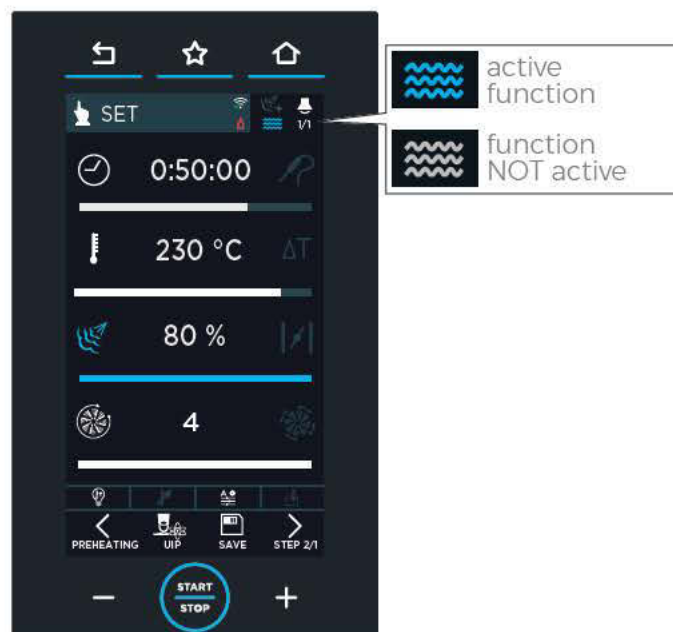 SET
1/1
0:50:00
230 °C
ΔT
80 %
4
PREHEATING
UIP
SAVE
STEP 2/1
START
STOP
active
function
function
NOT active